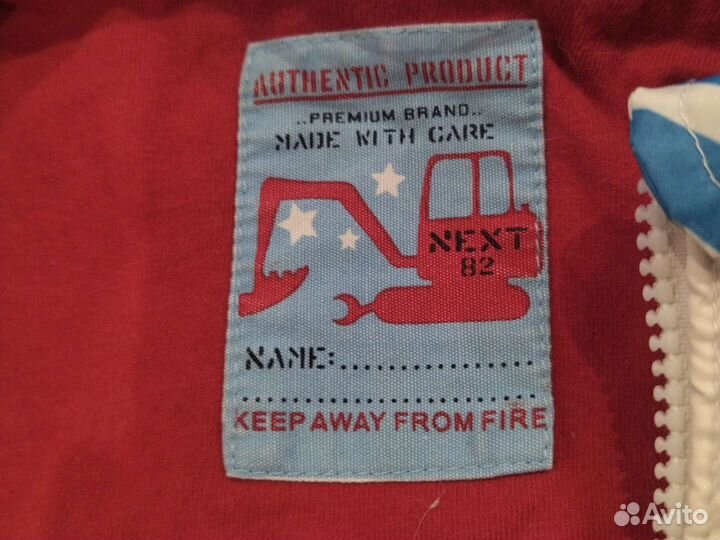 AUTHENTIC PRODUCT
..PREMIUM BRAND..
MADE WITH CARE
NEXT
82
NAME:................
..............................
KEEP AWAY FROM FIRE
Avito